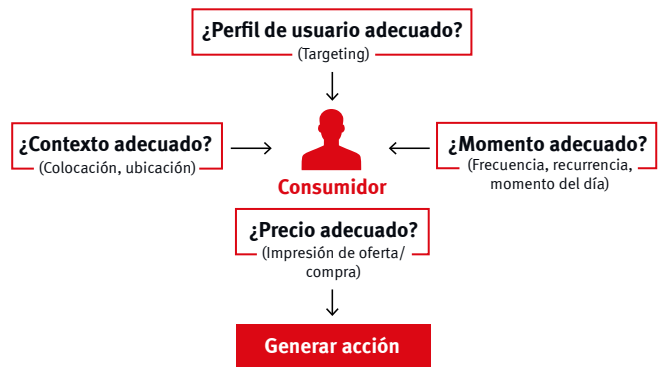 ¿Perfil de usuario adecuado?
(Targeting)
¿Contexto adecuado?
(Colocación, ubicación)
¿Momento adecuado?
(Frecuencia, recurrencia,
momento del día)
Consumidor
¿Precio adecuado?
(Impresión de oferta/
compra)
Generar acción